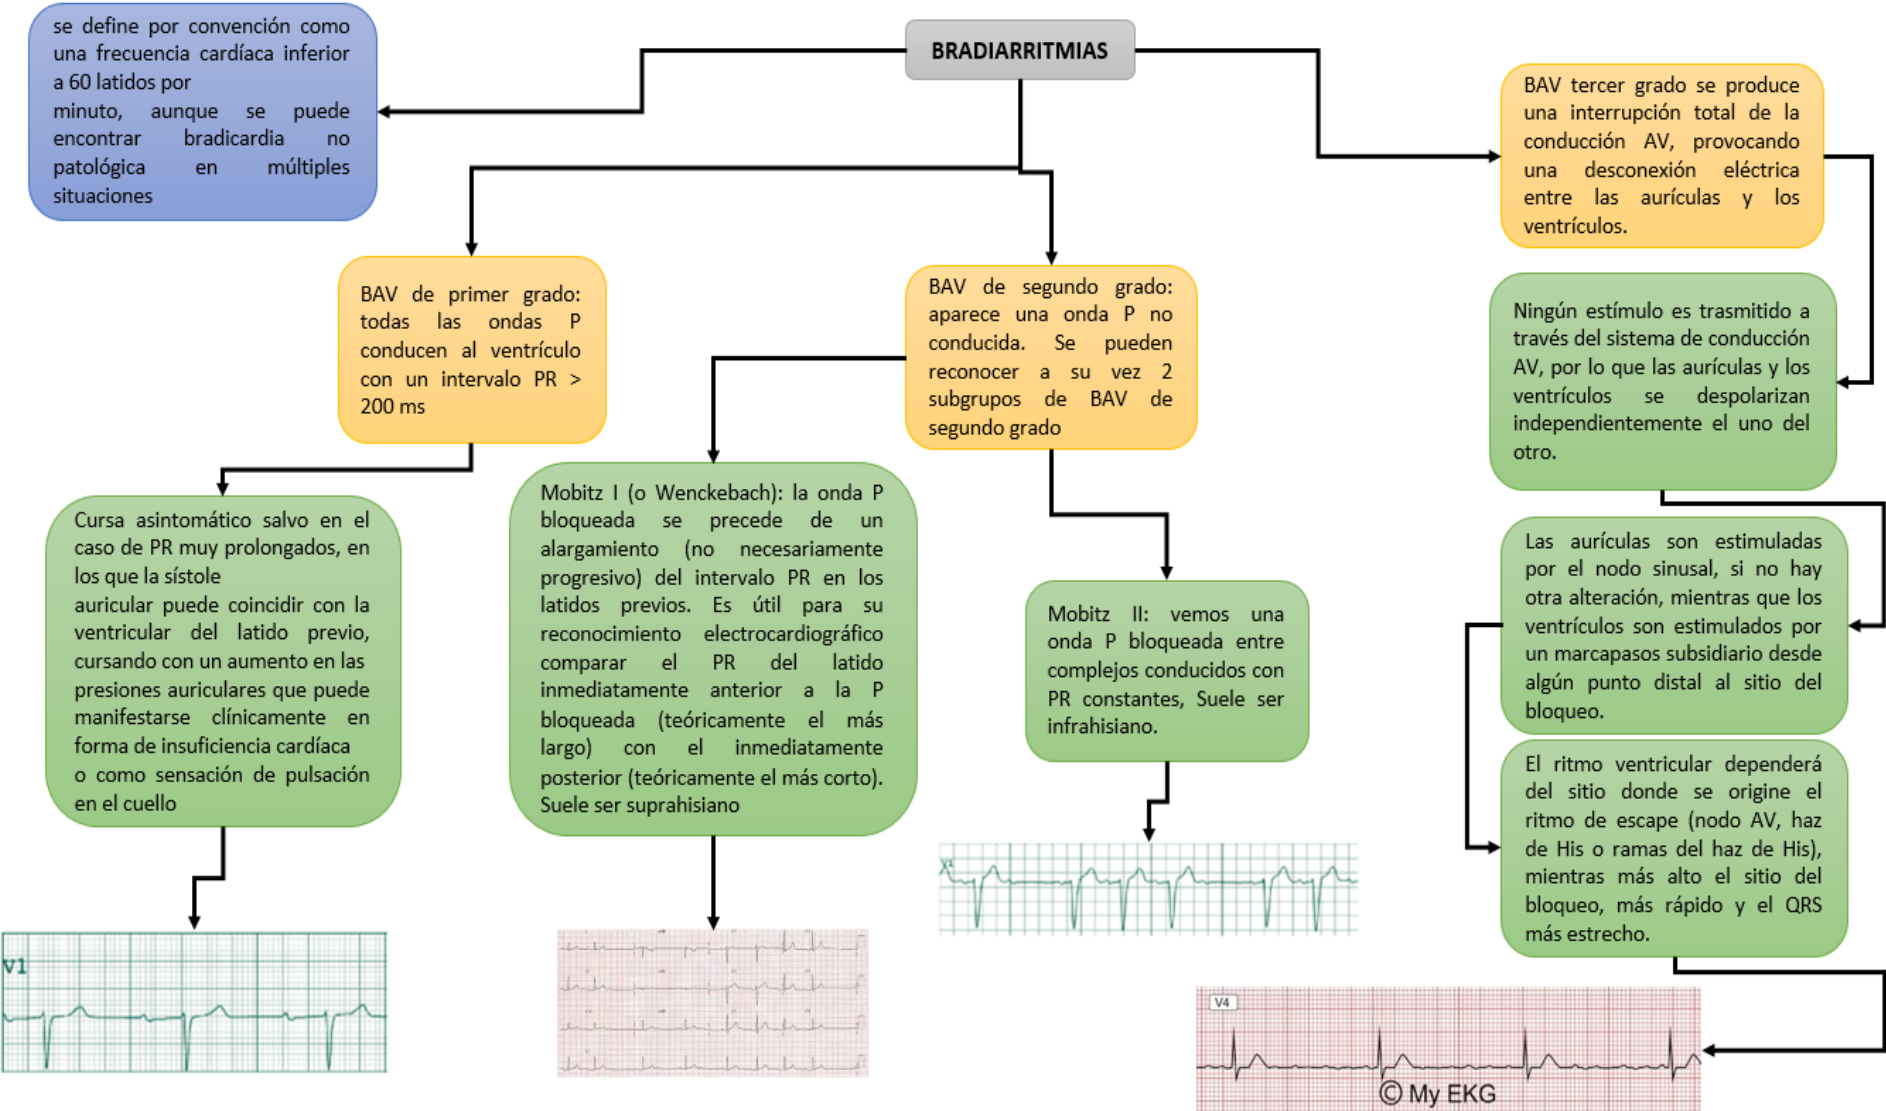 BRADIARRITMIAS
se define por convención como
una frecuencia cardíaca inferior
a 60 latidos por
minuto, aunque se puede
encontrar bradicardia no
patológica en múltiples
situaciones
BAV de primer grado:
todas las ondas P
conducen al ventrículo
con un intervalo PR >
200 ms
Cursa asintomático salvo en el
caso de PR muy prolongados, en
los que la sístole
auricular puede coincidir con la
ventricular del latido previo,
cursando con un aumento en las
presiones auriculares que puede
manifestarse clínicamente en
forma de insuficiencia cardíaca
o como sensación de pulsación
en el cuello
V1
BAV de segundo grado:
aparece una onda P no
conducida. Se pueden
reconocer a su vez 2
subgrupos de BAV de
segundo grado
Mobitz I (o Wenckebach): la onda P
bloqueada se precede de un
alargamiento (no necesariamente
progresivo) del intervalo PR en los
latidos previos. Es útil para su
reconocimiento electrocardiográfico
comparar el PR del latido
inmediatamente anterior a la P
bloqueada (teóricamente el más
largo) con el inmediatamente
posterior (teóricamente el más corto).
Suele ser suprahisiano
Mobitz II: vemos una
onda P bloqueada entre
complejos conducidos con
PR constantes, Suele ser
infrahisiano.
BAV tercer grado se produce
una interrupción total de la
conducción AV, provocando
una desconexión eléctrica
entre las aurículas y los
ventrículos.
Ningún estímulo es trasmitido a
través del sistema de conducción
AV, por lo que las aurículas y los
ventrículos se despolarizan
independientemente el uno del
otro.
Las aurículas son estimuladas
por el nodo sinusal, si no hay
otra alteración, mientras que los
ventrículos son estimulados por
un marcapasos subsidiario desde
algún punto distal al sitio del
bloqueo.
El ritmo ventricular dependerá
del sitio donde se origine el
ritmo de escape (nodo AV, haz
de His o ramas del haz de His),
mientras más alto el sitio del
bloqueo, más rápido y el QRS
más estrecho.
V4
© My EKG